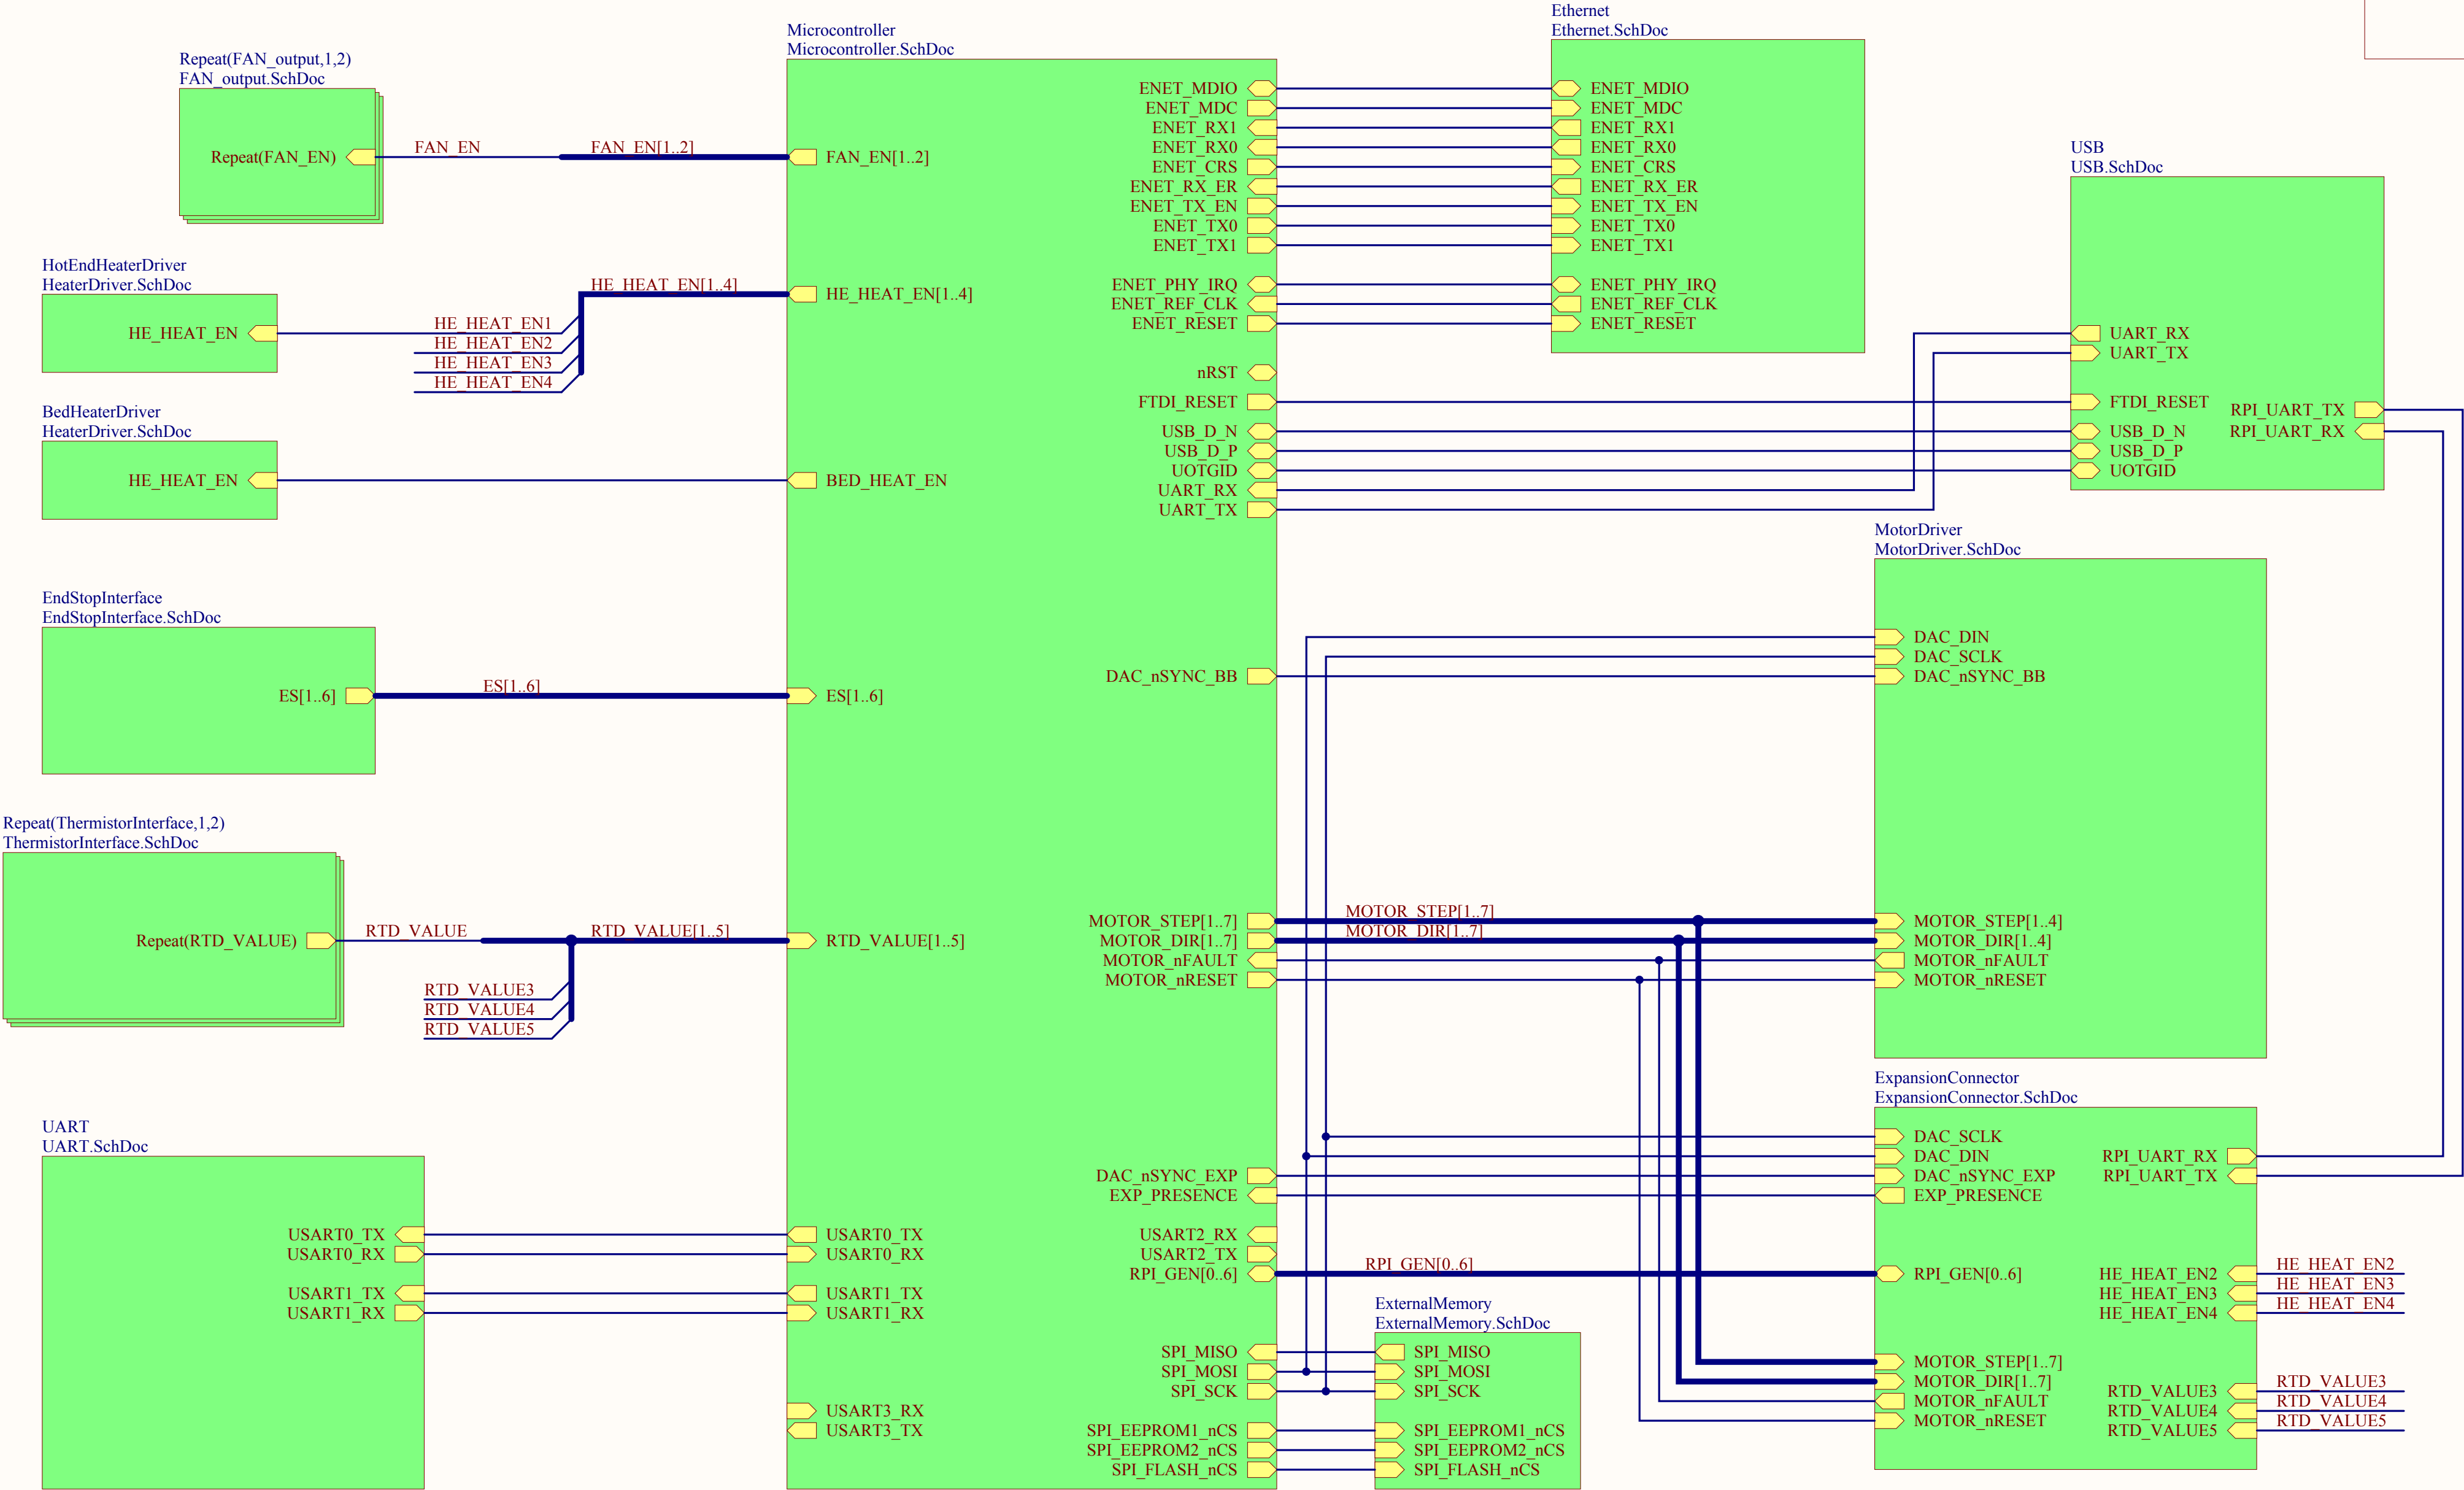 Repeat(FAN_output,1,2)
FAN_output.SchDoc
Repeat(FAN_EN)
FAN_EN
FAN_EN[1..2]
HotEndHeaterDriver
HeaterDriver.SchDoc
HE_HEAT_EN
HE_HEAT_EN[1..4]
HE_HEAT_EN1
HE_HEAT_EN2
HE_HEAT_EN3
HE_HEAT_EN4
BedHeaterDriver
HeaterDriver.SchDoc
HE_HEAT_EN
EndStopInterface
EndStopInterface.SchDoc
ES[1..6]
ES[1..6]
Repeat(ThermistorInterface,1,2)
ThermistorInterface.SchDoc
Repeat(RTD_VALUE)
RTD_VALUE
RTD_VALUE[1..5]
RTD_VALUE3
RTD_VALUE4
RTD_VALUE5
UART
UART.SchDoc
USART0_TX
USART0_RX
USART1_TX
USART1_RX
Microcontroller
Microcontroller.SchDoc
FAN_EN[1..2]
HE_HEAT_EN[1..4]
BED_HEAT_EN
ES[1..6]
RTD_VALUE[1..5]
USART0_TX
USART0_RX
USART1_TX
USART1_RX
USART3_RX
USART3_TX
ENET_MDIO
ENET_MDC
ENET_RX1
ENET_RX0
ENET_CRS
ENET_RX_ER
ENET_TX_EN
ENET_TX0
ENET_TX1
ENET_PHY_IRQ
ENET_REF_CLK
ENET_RESET
nRST
FTDI_RESET
USB_D_N
USB_D_P
UOTGID
UART_RX
UART_TX
DAC_nSYNC_BB
MOTOR_STEP[1..7]
MOTOR_DIR[1..7]
MOTOR_nFAULT
MOTOR_nRESET
DAC_nSYNC_EXP
EXP_PRESENCE
USART2_RX
USART2_TX
RPI_GEN[0..6]
SPI_MISO
SPI_MOSI
SPI_SCK
SPI_EEPROM1_nCS
SPI_EEPROM2_nCS
SPI_FLASH_nCS
MOTOR_STEP[1..7]
MOTOR_DIR[1..7]
RPI_GEN[0..6]
Ethernet
Ethernet.SchDoc
ENET_MDIO
ENET_MDC
ENET_RX1
ENET_RX0
ENET_CRS
ENET_RX_ER
ENET_TX_EN
ENET_TX0
ENET_TX1
ENET_PHY_IRQ
ENET_REF_CLK
ENET_RESET
USB
USB.SchDoc
UART_RX
UART_TX
FTDI_RESET
USB_D_N
USB_D_P
UOTGID
RPI_UART_TX
RPI_UART_RX
MotorDriver
MotorDriver.SchDoc
DAC_DIN
DAC_SCLK
DAC_nSYNC_BB
MOTOR_STEP[1..4]
MOTOR_DIR[1..4]
MOTOR_nFAULT
MOTOR_nRESET
ExpansionConnector
ExpansionConnector.SchDoc
DAC_SCLK
DAC_DIN
DAC_nSYNC_EXP
EXP_PRESENCE
RPI_GEN[0..6]
MOTOR_STEP[1..7]
MOTOR_DIR[1..7]
MOTOR_nFAULT
MOTOR_nRESET
RPI_UART_RX
RPI_UART_TX
HE_HEAT_EN2
HE_HEAT_EN3
HE_HEAT_EN4
RTD_VALUE3
RTD_VALUE4
RTD_VALUE5
HE_HEAT_EN2
HE_HEAT_EN3
HE_HEAT_EN4
RTD_VALUE3
RTD_VALUE4
RTD_VALUE5
ExternalMemory
ExternalMemory.SchDoc
SPI_MISO
SPI_MOSI
SPI_SCK
SPI_EEPROM1_nCS
SPI_EEPROM2_nCS
SPI_FLASH_nCS